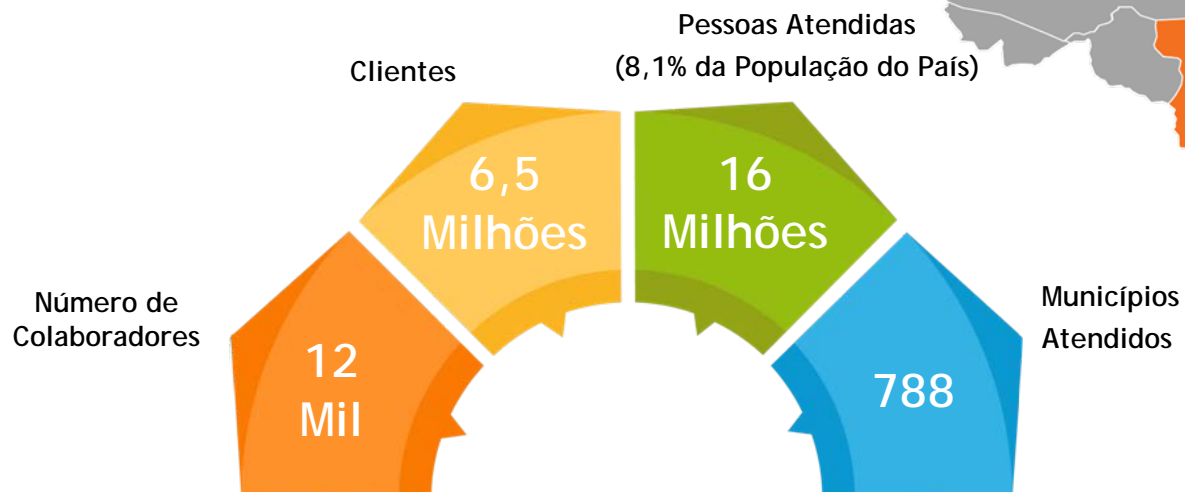 Pessoas Atendidas
(8,1% da População do País)
Clientes
6,5
Milhões
16
Milhões
Número de
Colaboradores
12
Mil
Municípios
Atendidos
788